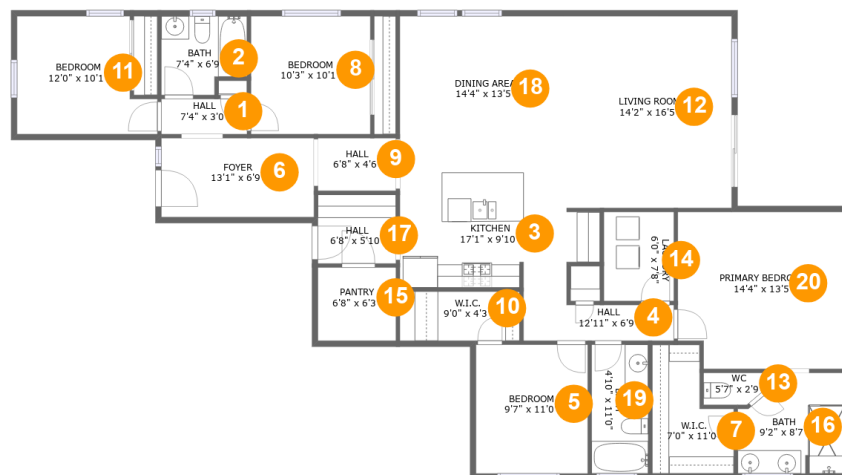 BEDROOM
12'0" x 10'1
11
BATH
7'4" x 6'9
2
BEDROOM
10'3" x 10'1
8
HALL
7'4" x 3'0
1
DINING AREA
14'4" x 13'5
18
LIVING ROOM
14'2" x 16'5
12
FOYER
13'1" x 6'9
6
HALL
6'8" x 4'6
9
HALL
6'8" x 5'10
17
KITCHEN
17'1" x 9'10
3
6'0" x 7'8"
14
PRIMARY BEDRO
14'4" x 13'5
20
PANTRY
6'8" x 6'3
15
W.I.C.
9'0" x 4'3
10
HALL
12'11" x 6'9
4
BEDROOM
9'7" x 11'0
5
4'10" x 11'0"
19
W.I.C.
7'0" x 11'0
7
WC
5'7" x 2'9
13
BATH
9'2" x 8'7
16